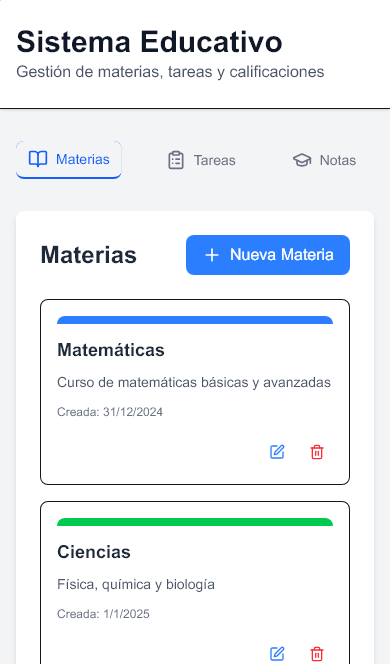 Sistema Educativo
Gestión de materias, tareas y calificaciones
Materias
Tareas
Notas
Materias
Nueva Materia
Matemáticas
Curso de matemáticas básicas y avanzadas
Creada: 31/12/2024
Ciencias
Física, química y biología
Creada: 1/1/2025